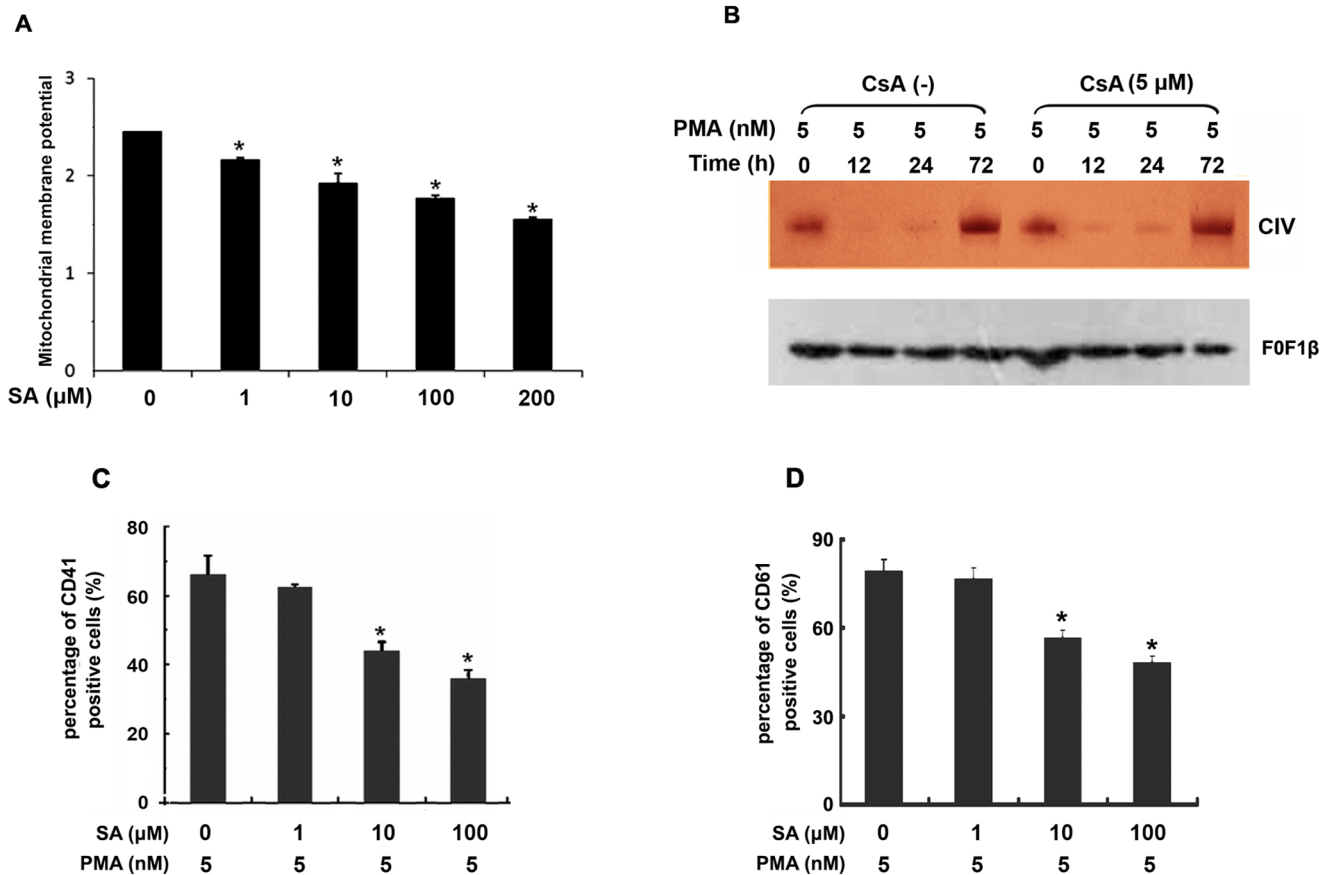 A
Mitochondrial membrane potential
3
2
1
0
* * * *
SA (µM) 0 1 10 100 200
B
CsA (-) CsA (5 µM)
PMA (nM) 5 5 5 5 5 5 5 5
Time (h) 0 12 24 72 0 12 24 72
CIV
F0F1β
C
percentage of CD41
positive cells (%)
80
60
40
20
0
* *
SA (µM) 0 1 10 100
PMA (nM) 5 5 5 5
D
percentage of CD61
positive cells (%)
90
60
30
0
* *
SA (µM) 0 1 10 100
PMA (nM) 5 5 5 5